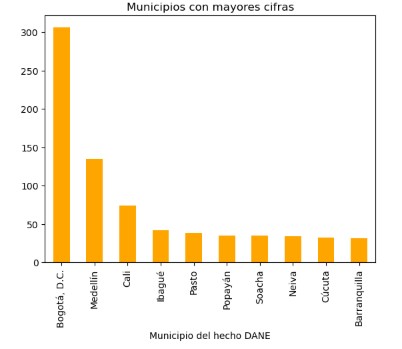 Municipios con mayores cifras
300
250
200
150
100
50
0
Bogotá, D.C.
Medellín
Cali
Ibagué
Pasto
Popayán
Soacha
Neiva
Cúcuta
Barranquilla
Municipio del hecho DANE